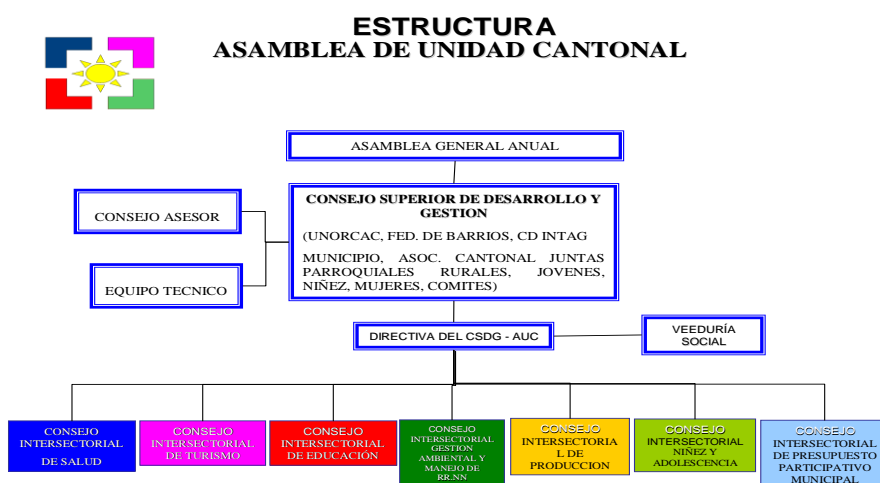 ESTRUCTURA
ASAMBLEA DE UNIDAD CANTONAL
ASAMBLEA GENERAL ANUAL
CONSEJO ASESOR
EQUIPO TECNICO
CONSEJO SUPERIOR DE DESARROLLO Y
GESTION
(UNORCAC, FED. DE BARRIOS, CD INTAG
MUNICIPIO, ASOC. CANTONAL JUNTAS
PARROQUIALES RURALES, JOVENES,
NIÑEZ, MUJERES, COMITES)
DIRECTIVA DEL CSDG - AUC
VEEDURÍA
SOCIAL
CONSEJO
INTERSECTORIAL
DE SALUD
CONSEJO
INTERSECTORIAL
DE TURISMO
CONSEJO
INTERSECTORIAL
DE EDUCACIÓN
CONSEJO
INTERSECTORIAL
GESTION
AMBIENTAL Y
MANEJO DE
RR.NN
CONSEJO
INTERSECTORIA
L DE
PRODUCCION
CONSEJO
INTERSECTORIAL
NIÑEZ Y
ADOLESCENCIA
CONSEJO
INTERSECTORIAL
DE PRESUPUESTO
PARTICIPATIVO
MUNICIPAL